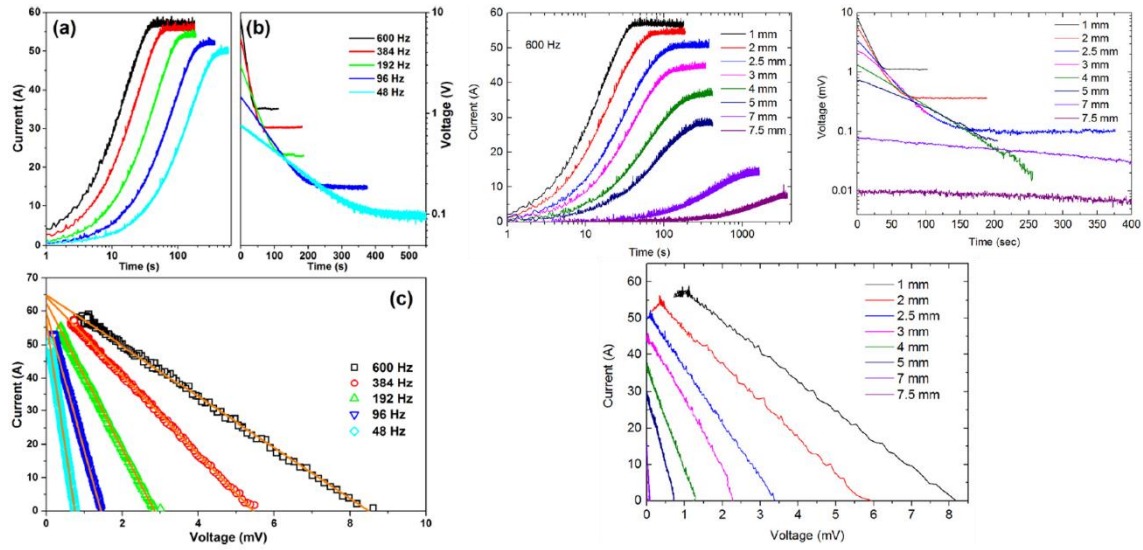 (a)
Current (A)
60
50
40
30
20
10
0
1
10
100
Time (s)
(b)
600 Hz
384 Hz
192 Hz
96 Hz
48 Hz
10
1
0.1
Voltage (V)
0
100
200
300
400
500
Time (s)
Current (A)
60
50
40
30
20
10
0
600 Hz
1 mm
2 mm
2.5 mm
3 mm
4 mm
5 mm
7 mm
7.5 mm
1
10
100
1000
Time (s)
Voltage (mV)
10
1
0.1
0.01
1 mm
2 mm
2.5 mm
3 mm
4 mm
5 mm
7 mm
7.5 mm
0
50
100
150
200
250
300
350
400
Time (sec)
(c)
Current (A)
70
65
60
55
50
45
40
35
30
25
20
15
10
5
0
600 Hz
384 Hz
192 Hz
96 Hz
48 Hz
0
2
4
6
8
10
Voltage (mV)
Current (A)
60
50
40
30
20
10
0
1 mm
2 mm
2.5 mm
3 mm
4 mm
5 mm
7 mm
7.5 mm
0
1
2
3
4
5
6
7
8
Voltage (mV)